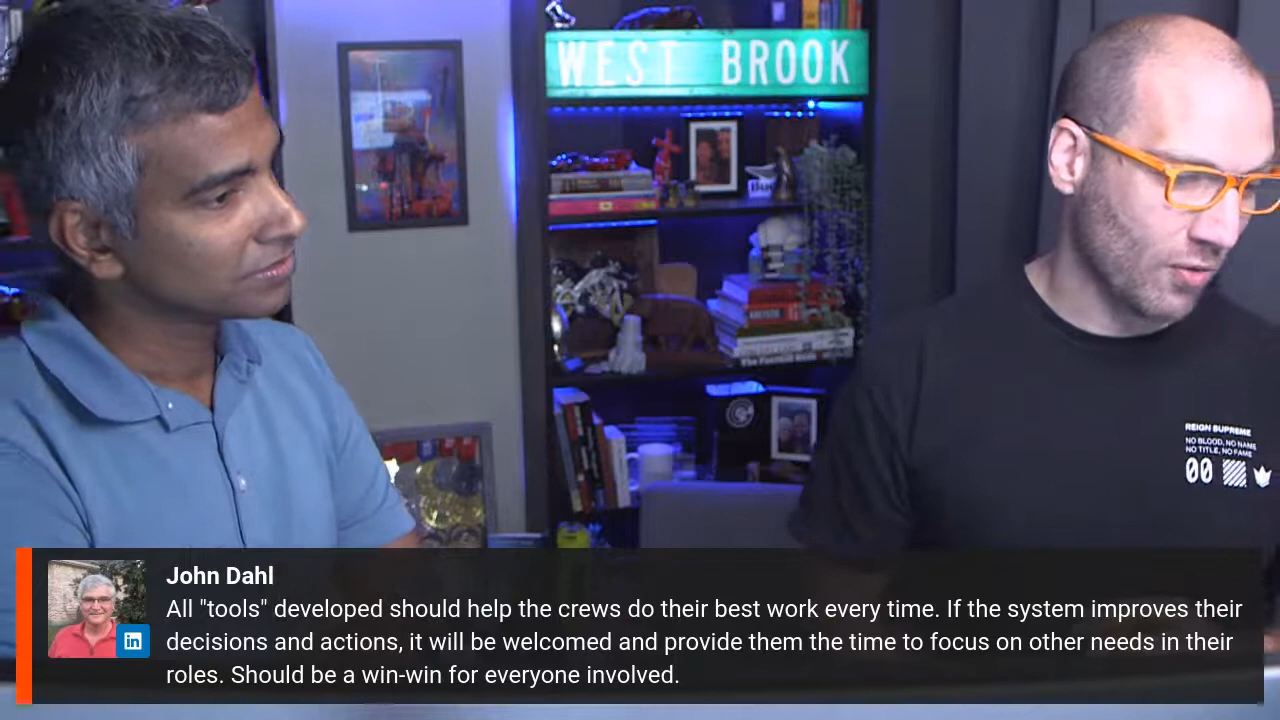 WEST BROOK
REIGN SUPREME
NO BLOOD, NO NAME
NO TITLE, NO FAME
00
John Dahl
in
All "tools" developed should help the crews do their best work every time. If the system improves their
decisions and actions, it will be welcomed and provide them the time to focus on other needs in their
roles. Should be a win-win for everyone involved.